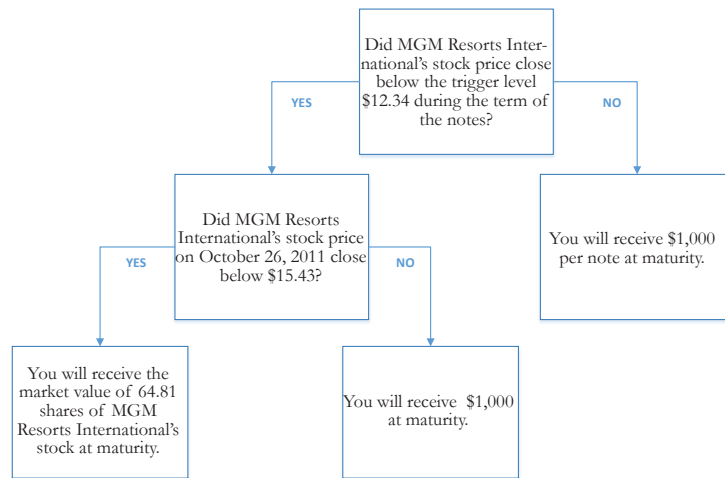 Did MGM Resorts Inter-
national's stock price close
below the trigger level
$12.34 during the term of
the notes?
YES
NO
Did MGM Resorts
International's stock price
on October 26, 2011 close
below $15.43?
You will receive $1,000
per note at maturity.
YES
NO
You will receive the
market value of 64.81
shares of MGM
Resorts International's
stock at maturity.
You will receive $1,000
at maturity.